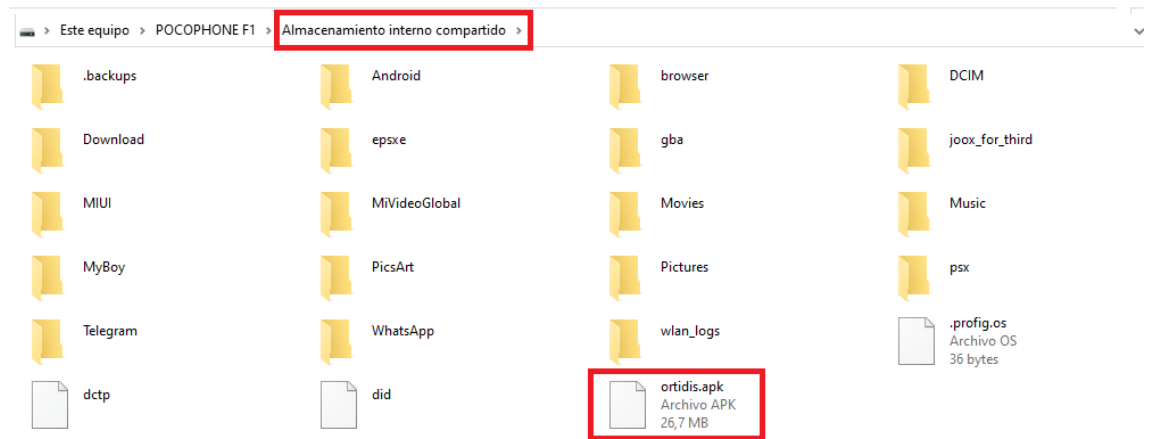 Este equipo > POCOPHONE F1 > Almacenamiento interno compartido >
.backups
Android
browser
DCIM
Download
epsxe
gba
joox_for_third
MIUI
MiVideoGlobal
Movies
Music
MyBoy
PicsArt
Pictures
psx
Telegram
WhatsApp
wlan_logs
.profig.os
Archivo OS
36 bytes
dctp
did
ortidis.apk
Archivo APK
26,7 MB